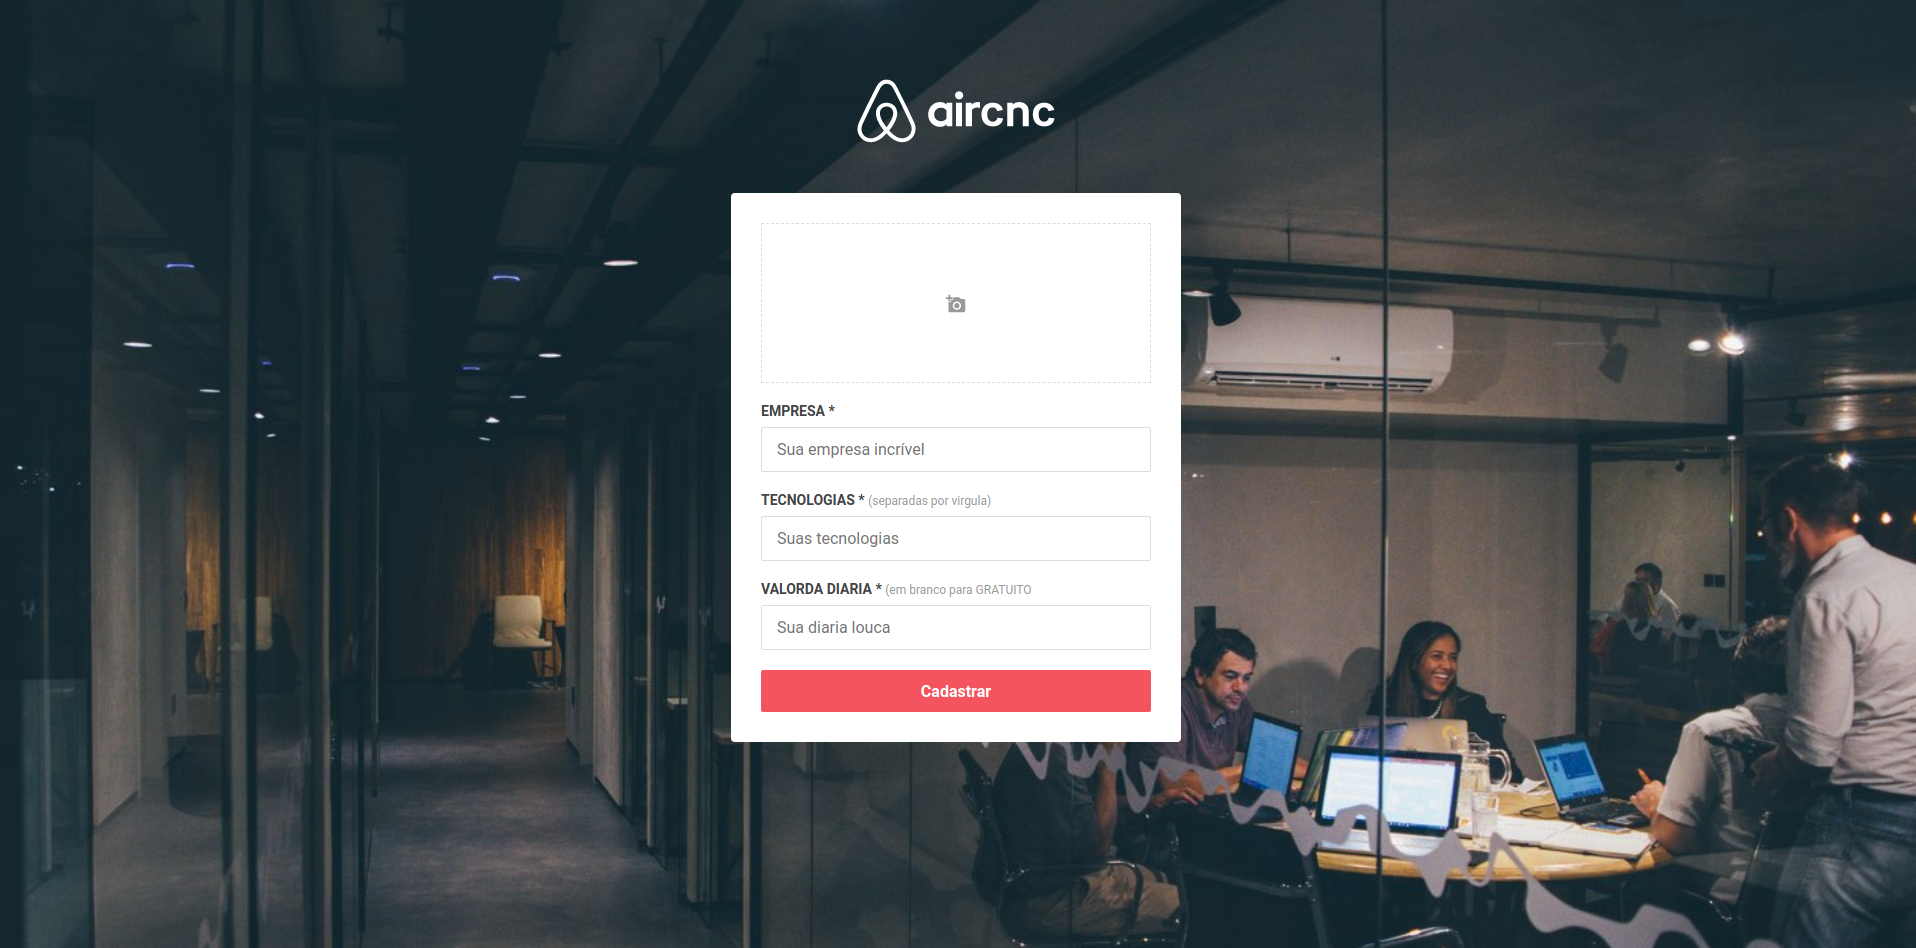 aircnc
EMPRESA *
Sua empresa incrível
TECNOLOGIAS * (separadas por virgula)
Suas tecnologias
VALORDA DIARIA * (em branco para GRATUITO
Sua diaria louca
Cadastrar